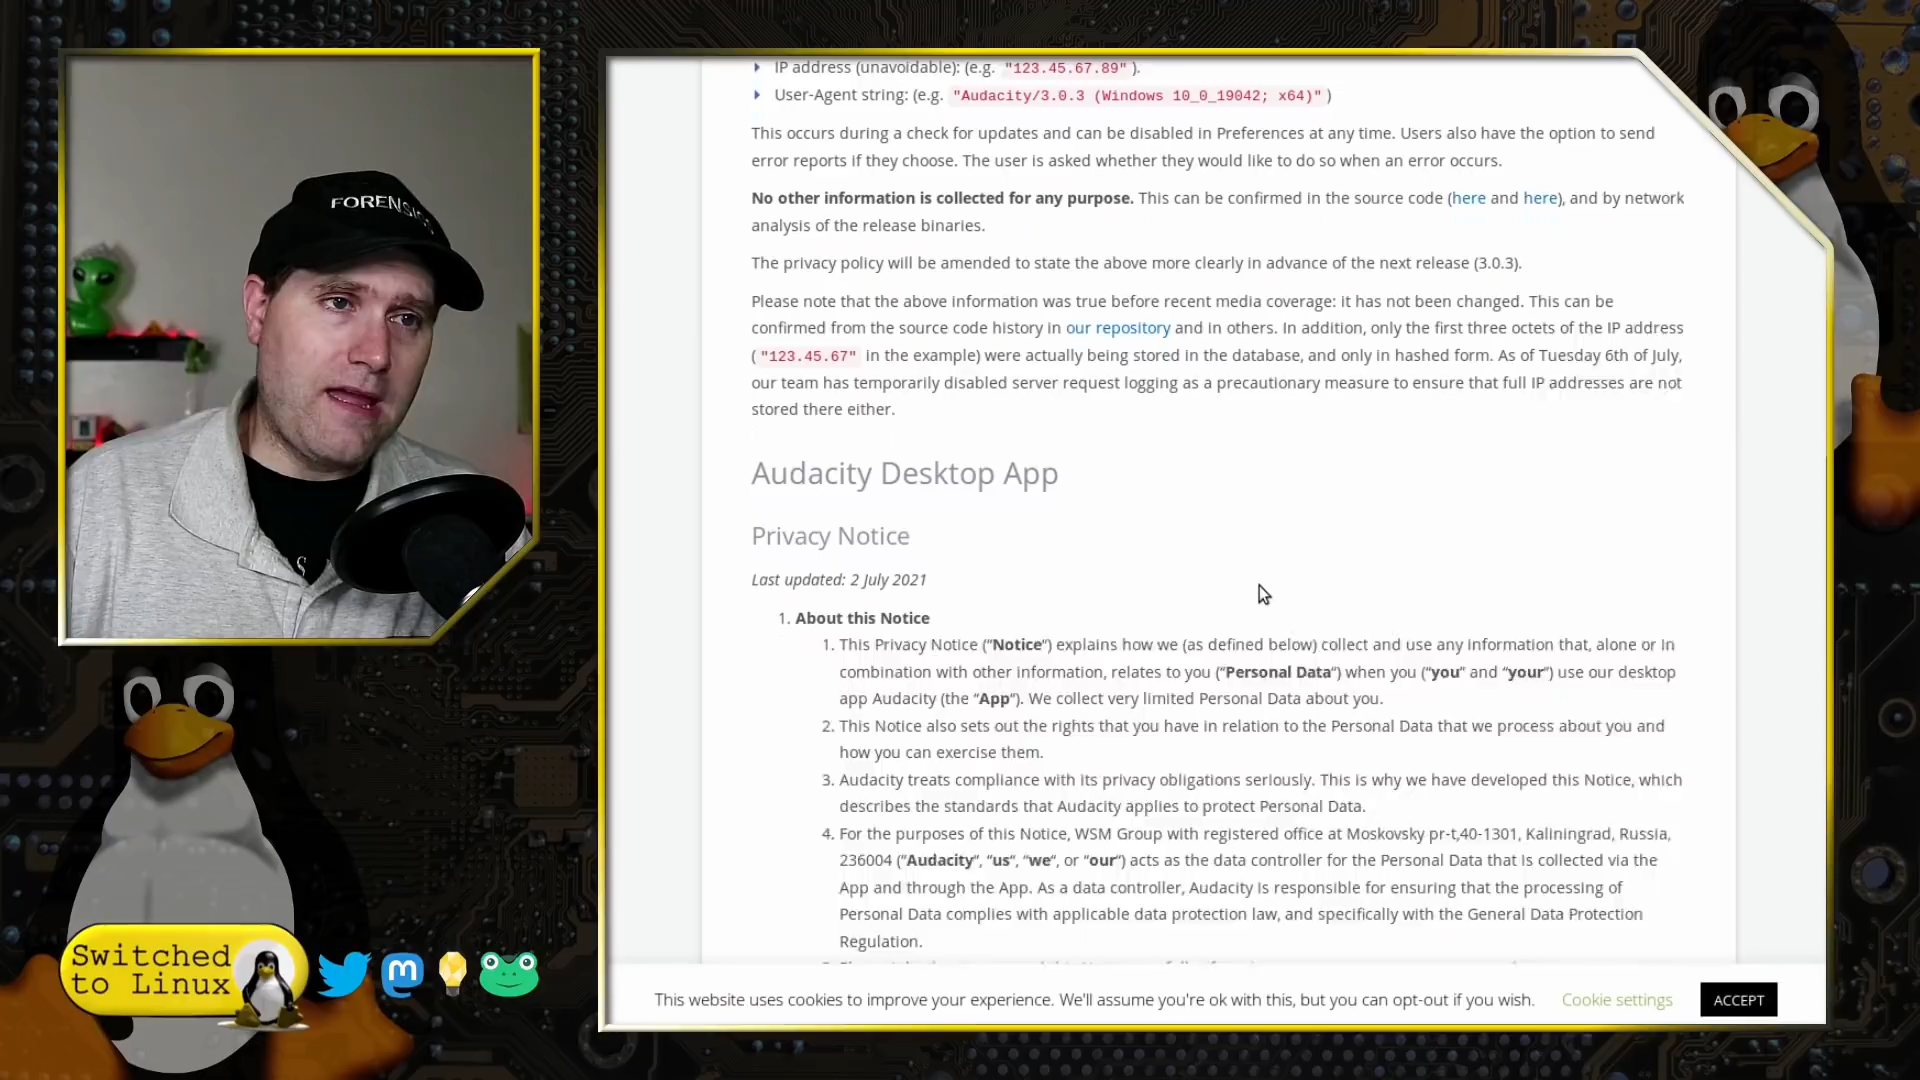 FORENSIC
IP address (unavoidable): (e.g. "123.45.67.89" ).
User-Agent string: (e.g. "Audacity/3.0.3 (Windows 10_0_19042; x64)" )
This occurs during a check for updates and can be disabled in Preferences at any time. Users also have the option to send
error reports if they choose. The user is asked whether they would like to do so when an error occurs.
No other information is collected for any purpose. This can be confirmed in the source code (here and here), and by network
analysis of the release binaries.
The privacy policy will be amended to state the above more clearly in advance of the next release (3.0.3).
Please note that the above information was true before recent media coverage: it has not been changed. This can be
confirmed from the source code history in our repository and in others. In addition, only the first three octets of the IP address
( "123.45.67" in the example) were actually being stored in the database, and only in hashed form. As of Tuesday 6th of July,
our team has temporarily disabled server request logging as a precautionary measure to ensure that full IP addresses are not
stored there either.
Audacity Desktop App
Privacy Notice
Last updated: 2 July 2021
1. About this Notice
1. This Privacy Notice (“Notice“) explains how we (as defined below) collect and use any information that, alone or in
combination with other information, relates to you (“Personal Data“) when you (“you“ and “your“) use our desktop
app Audacity (the “App“). We collect very limited Personal Data about you.
2. This Notice also sets out the rights that you have in relation to the Personal Data that we process about you and
how you can exercise them.
3. Audacity treats compliance with its privacy obligations seriously. This is why we have developed this Notice, which
describes the standards that Audacity applies to protect Personal Data.
4. For the purposes of this Notice, WSM Group with registered office at Moskovsky pr-t,40-1301, Kaliningrad, Russia,
236004 (“Audacity“, “us“, “we“, or “our“) acts as the data controller for the Personal Data that is collected via the
App and through the App. As a data controller, Audacity is responsible for ensuring that the processing of
Personal Data complies with applicable data protection law, and specifically with the General Data Protection
Regulation.
This website uses cookies to improve your experience. We'll assume you're ok with this, but you can opt-out if you wish.
Cookie settings
ACCEPT
Switched
to Linux